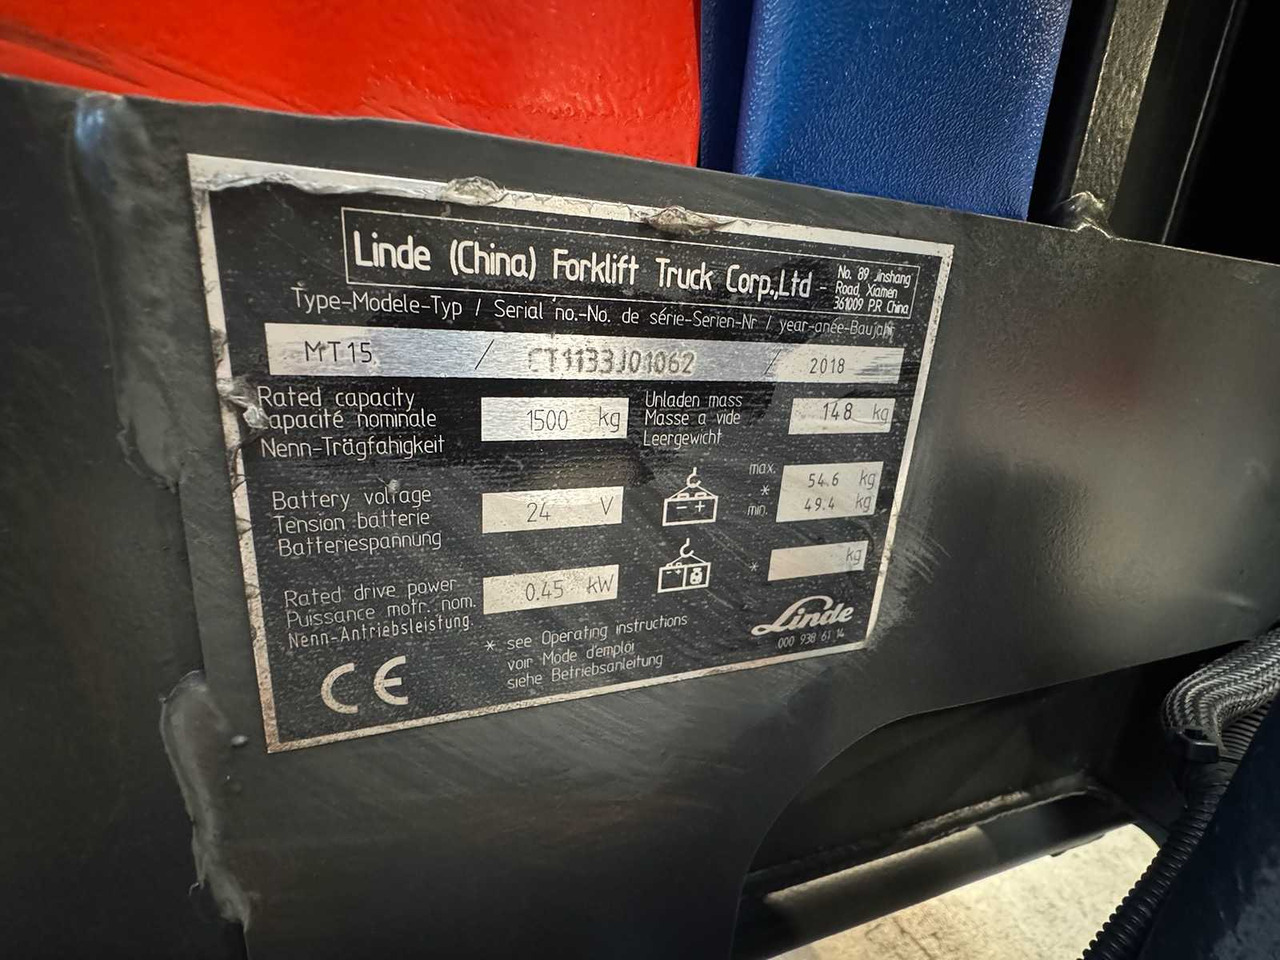 Linde (China) Forklift Truck Corp.,Ltd - No. 89 Jinshang
Road, Xiamen
361009 P.R China
Type-Modele-Typ / Serial no.-No. de série-Serien-Nr / year-anée-Baujahr
MT15 / CT1133J01062 / 2018
Rated capacity
capacité nominale
Nenn-Trägfahigkeit
1500 kg
Unladen mass
Masse a vide
Leergewicht
148 kg
Battery voltage
Tension batterie
Batteriespannung
24 V
- +
max.
*
min.
54.6 kg
49.4 kg
Rated drive power
Puissance motr. nom.
Nenn-Antriebsleistung
0.45 kW
- +
*
kg
* see Operating instructions
voir Mode d'emploi
siehe Betriebsanleitung
CE
Linde
000 938 61 14